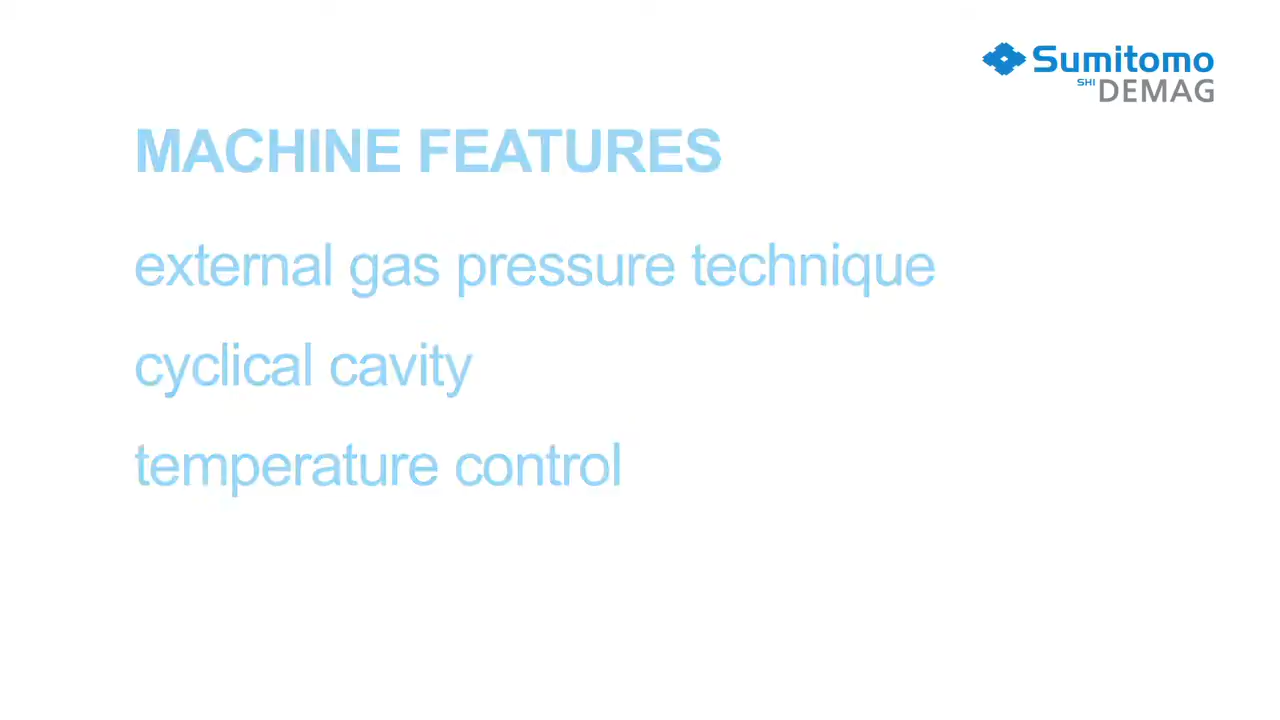 Sumitomo
SHI DEMAG
MACHINE FEATURES
external gas pressure technique
cyclical cavity
temperature control